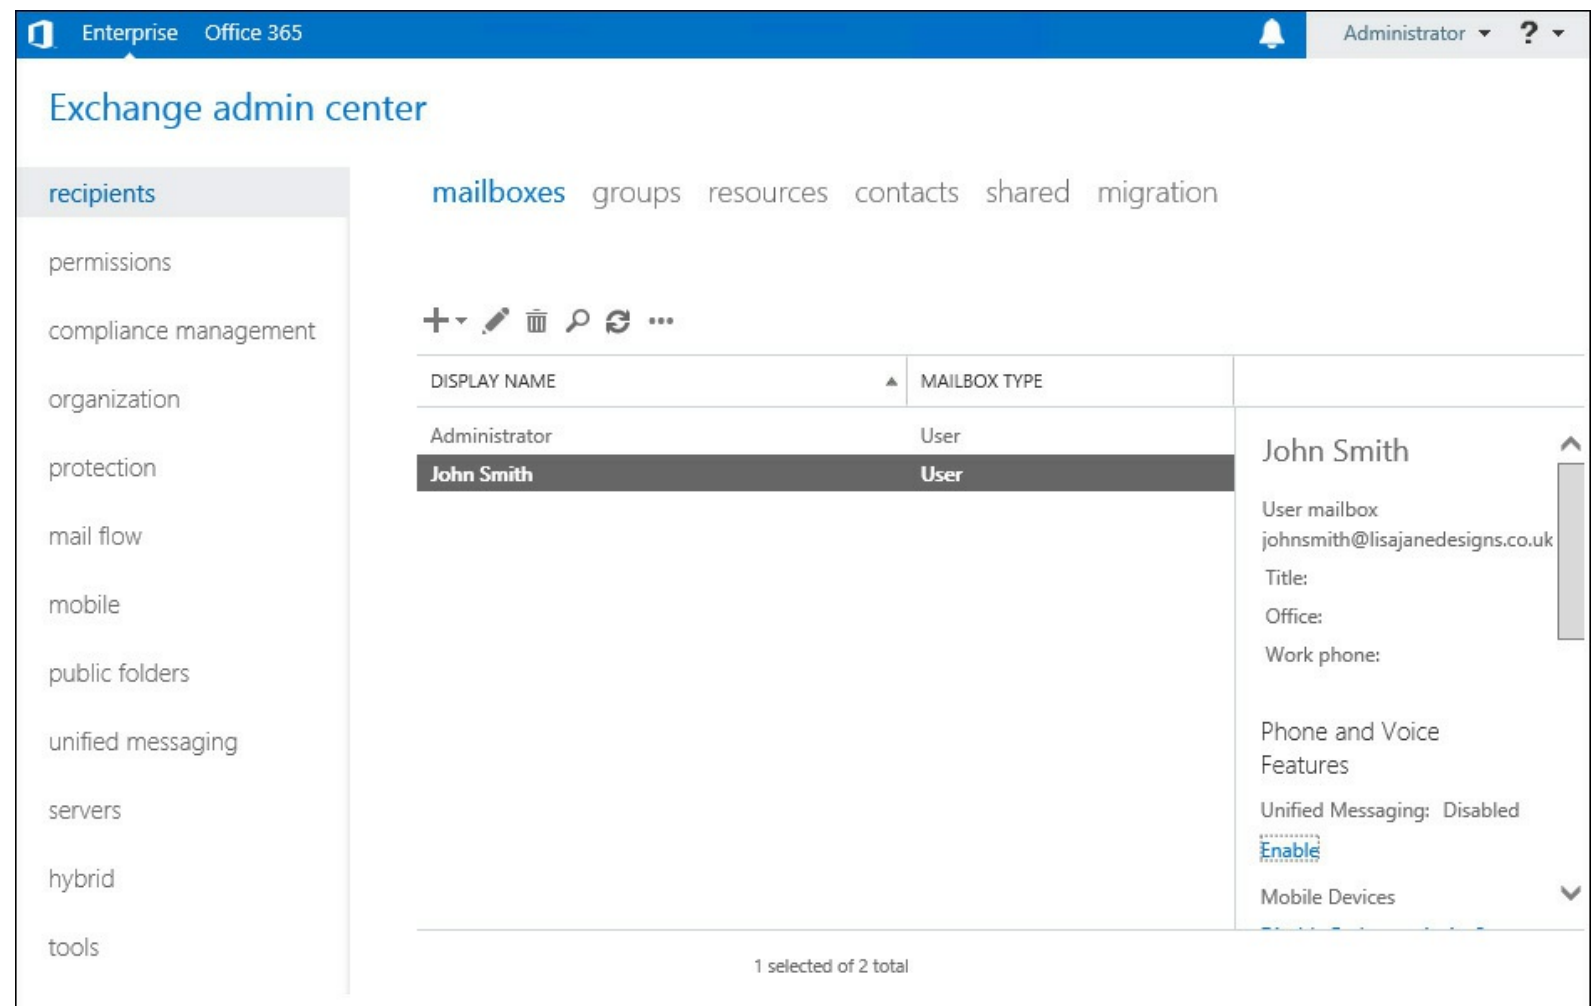 Enterprise Office 365
Administrator ?
Exchange admin center
recipients
permissions
compliance management
organization
protection
mail flow
mobile
public folders
unified messaging
servers
hybrid
tools
mailboxes groups resources contacts shared migration
DISPLAY NAME MAILBOX TYPE
Administrator User
John Smith User
John Smith
User mailbox
johnsmith@lisajanedesigns.co.uk
Title:
Office:
Work phone:
Phone and Voice
Features
Unified Messaging: Disabled
Enable
Mobile Devices
1 selected of 2 total